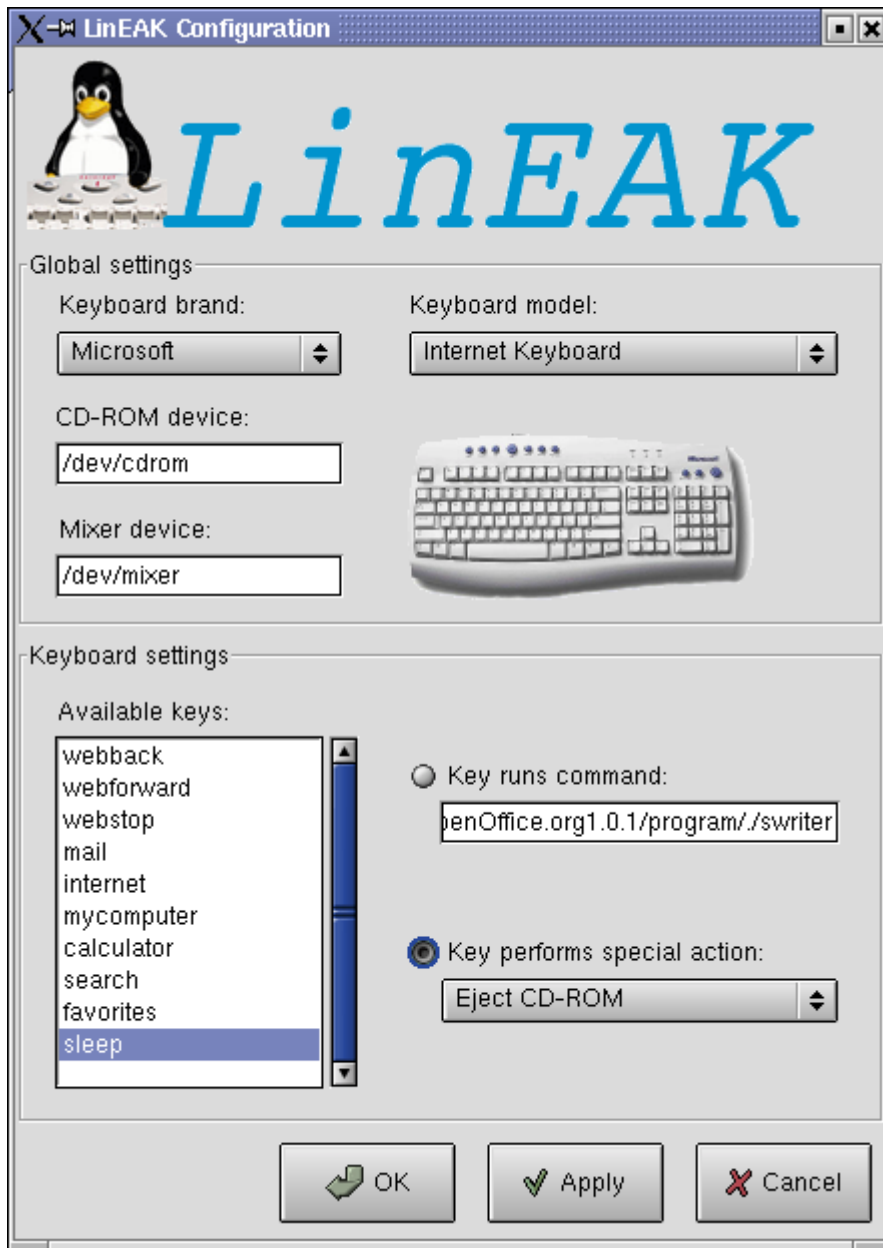 LinEAK Configuration
LinEAK
Global settings
Keyboard brand:
Keyboard model:
Microsoft
Internet Keyboard
CD-ROM device:
/dev/cdrom
Mixer device:
/dev/mixer
Keyboard settings
Available keys:
webback
webforward
webstop
mail
internet
mycomputer
calculator
search
favorites
sleep
Key runs command:
penOffice.org1.0.1/program/./swriter
Key performs special action:
Eject CD-ROM
OK
Apply
Cancel